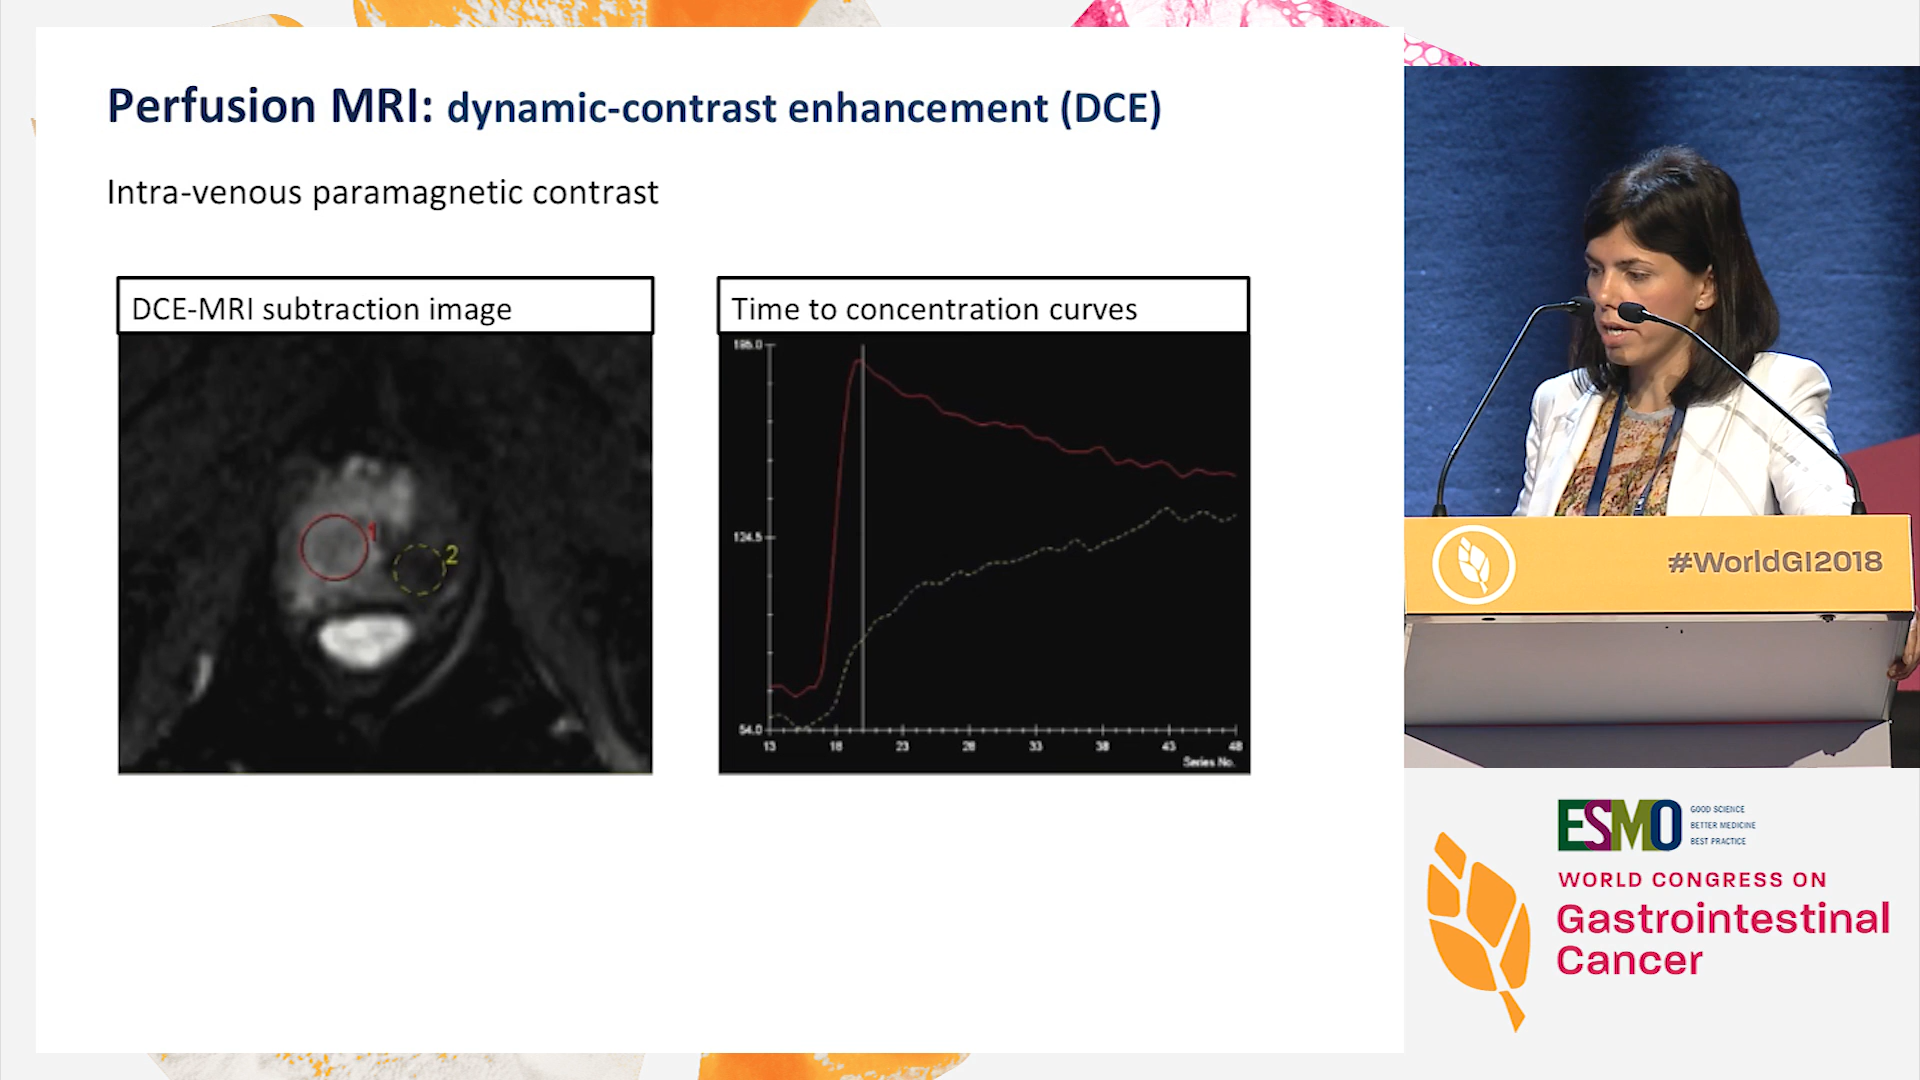 Perfusion MRI: dynamic-contrast enhancement (DCE)
Intra-venous paramagnetic contrast
DCE-MRI subtraction image
Time to concentration curves
1
2
195.0
124.5
54.0
13 18 23 28 33 38 43 48
Series No.
#WorldGI2018
ESMO
GOOD SCIENCE
BETTER MEDICINE
BEST PRACTICE
WORLD CONGRESS ON
Gastrointestinal
Cancer